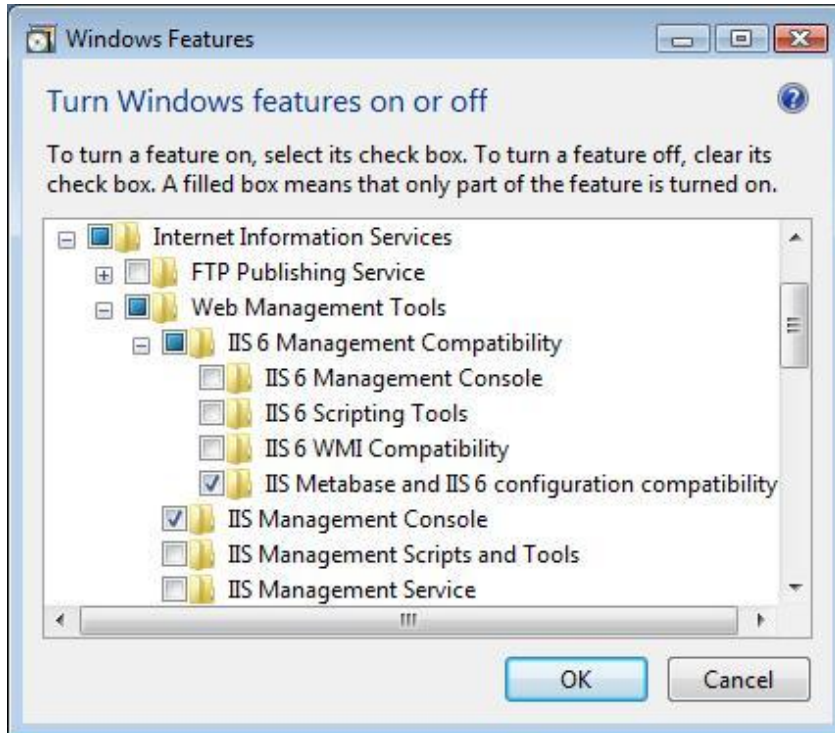 Windows Features
Turn Windows features on or off
To turn a feature on, select its check box. To turn a feature off, clear its
check box. A filled box means that only part of the feature is turned on.
Internet Information Services
FTP Publishing Service
Web Management Tools
IIS 6 Management Compatibility
IIS 6 Management Console
IIS 6 Scripting Tools
IIS 6 WMI Compatibility
IIS Metabase and IIS 6 configuration compatibility
IIS Management Console
IIS Management Scripts and Tools
IIS Management Service
OK Cancel